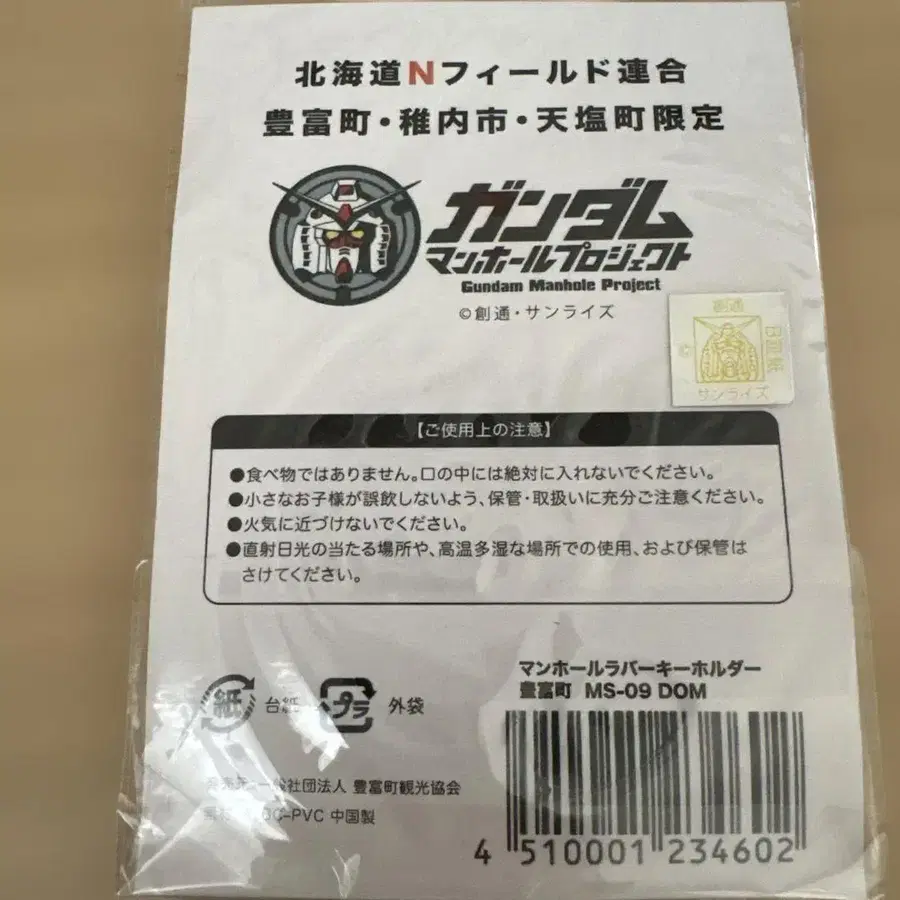 北海道Nフィールド連合
豊富町・稚内市・天塩町限定
ガンダム
マンホールプロジェクト
Gundam Manhole Project
©創通・サンライズ
創通
©
日証紙
サンライズ
【ご使用上の注意】
●食べ物ではありません。口の中には絶対に入れないでください。
●小さなお子様が誤飲しないよう、保管・取扱いに充分ご注意ください。
●火気に近づけないでください。
●直射日光の当たる場所や、高温多湿な場所での使用、および保管は
さけてください。
マンホールラバーキーホルダー
豊富町 MS-09 DOM
紙 台紙 プラ 外袋
一般社団法人 豊富町観光協会
PVC 中国製
4 510001 234602